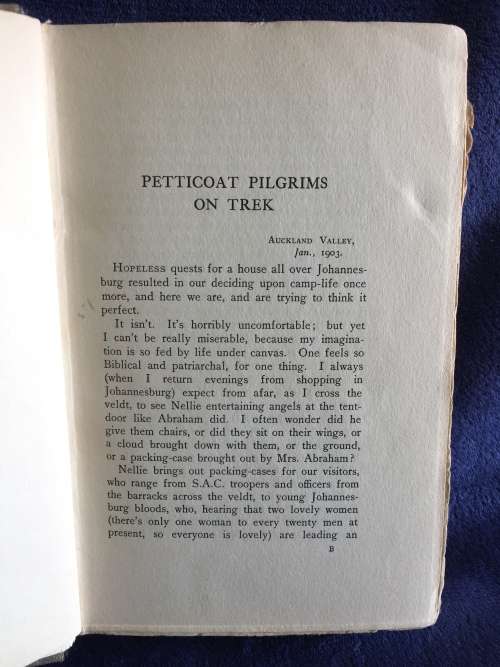 PETTICOAT PILGRIMS
ON TREK
AUCKLAND VALLEY,
Jan., 1903.
HOPELESS quests for a house all over Johannes-
burg resulted in our deciding upon camp-life once
more, and here we are, and are trying to think it
perfect.
It isn't. It's horribly uncomfortable; but yet
I can't be really miserable, because my imagina-
tion is so fed by life under canvas. One feels so
Biblical and patriarchal, for one thing. I always
(when I return evenings from shopping in
Johannesburg) expect from afar, as I cross the
veldt, to see Nellie entertaining angels at the tent-
door like Abraham did. I often wonder did he
give them chairs, or did they sit on their wings, or
a cloud brought down with them, or the ground,
or a packing-case brought out by Mrs. Abraham?
Nellie brings out packing-cases for our visitors,
who range from S.A.C. troopers and officers from
the barracks across the veldt, to young Johannes-
burg bloods, who, hearing that two lovely women
(there's only one woman to every twenty men at
present, so everyone is lovely) are leading an
B